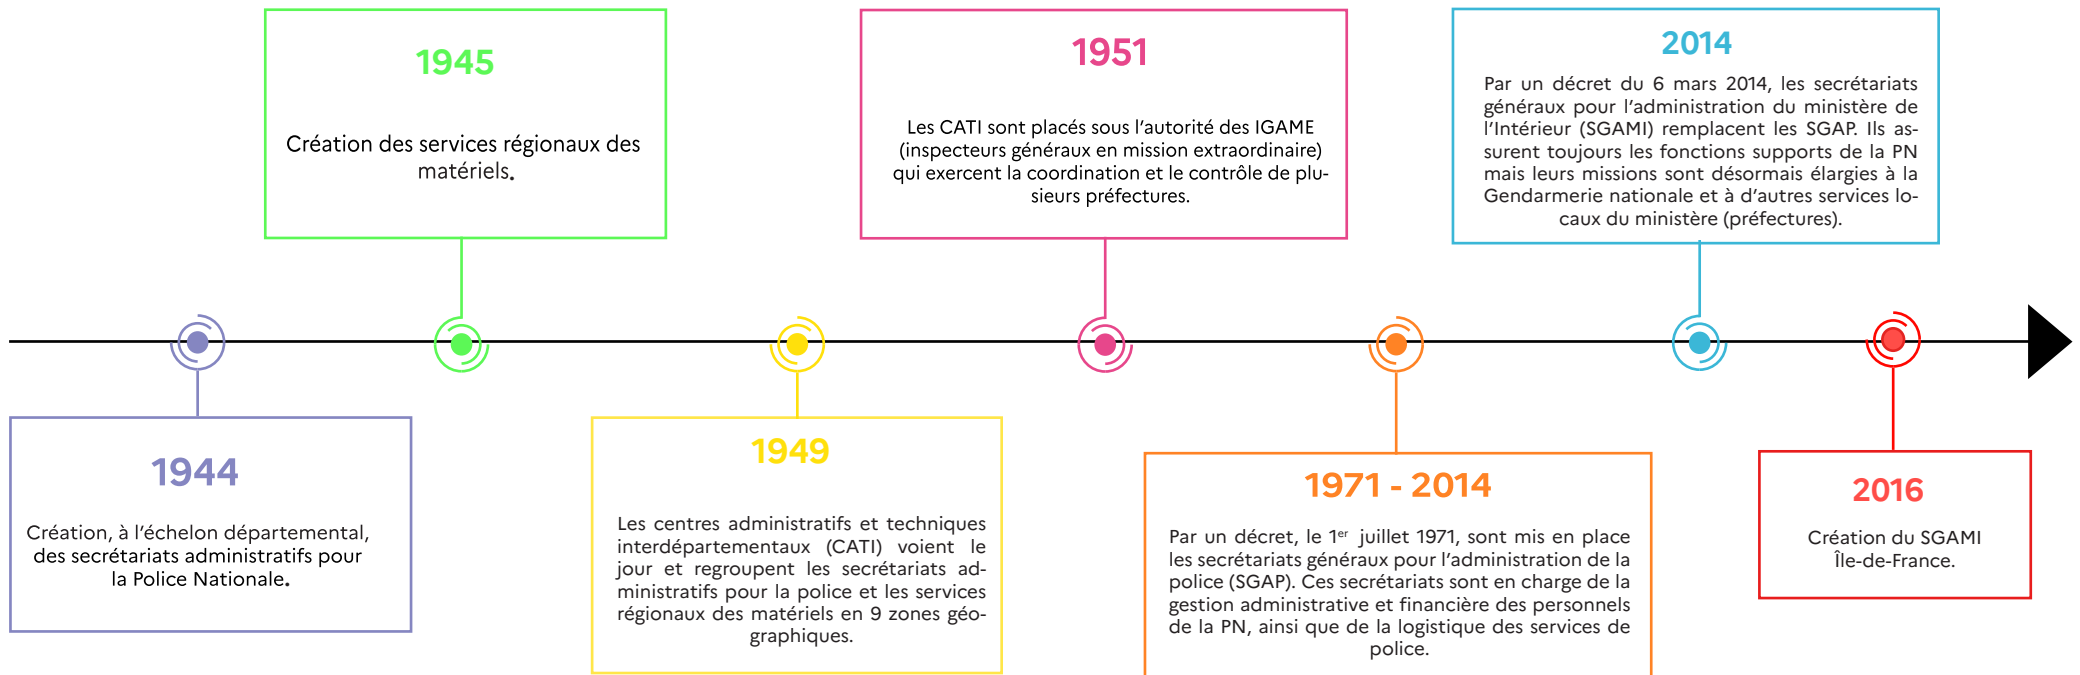 1945
Création des services régionaux des
matériels.
1951
Les CATI sont placés sous l'autorité des IGAME
(inspecteurs généraux en mission extraordinaire)
qui exercent la coordination et le contrôle de plu-
sieurs préfectures.
2014
Par un décret du 6 mars 2014, les secrétariats
généraux pour l'administration du ministère de
l'Intérieur (SGAMI) remplacent les SGAP. Ils as-
surent toujours les fonctions supports de la PN
mais leurs missions sont désormais élargies à la
Gendarmerie nationale et à d'autres services lo-
caux du ministère (préfectures).
1944
Création, à l'échelon départemental,
des secrétariats administratifs pour
la Police Nationale.
1949
Les centres administratifs et techniques
interdépartementaux (CATI) voient le
jour et regroupent les secrétariats ad-
ministratifs pour la police et les services
régionaux des matériels en 9 zones géo-
graphiques.
1971 - 2014
Par un décret, le 1er juillet 1971, sont mis en place
les secrétariats généraux pour l'administration de la
police (SGAP). Ces secrétariats sont en charge de la
gestion administrative et financière des personnels
de la PN, ainsi que de la logistique des services de
police.
2016
Création du SGAMI
Île-de-France.